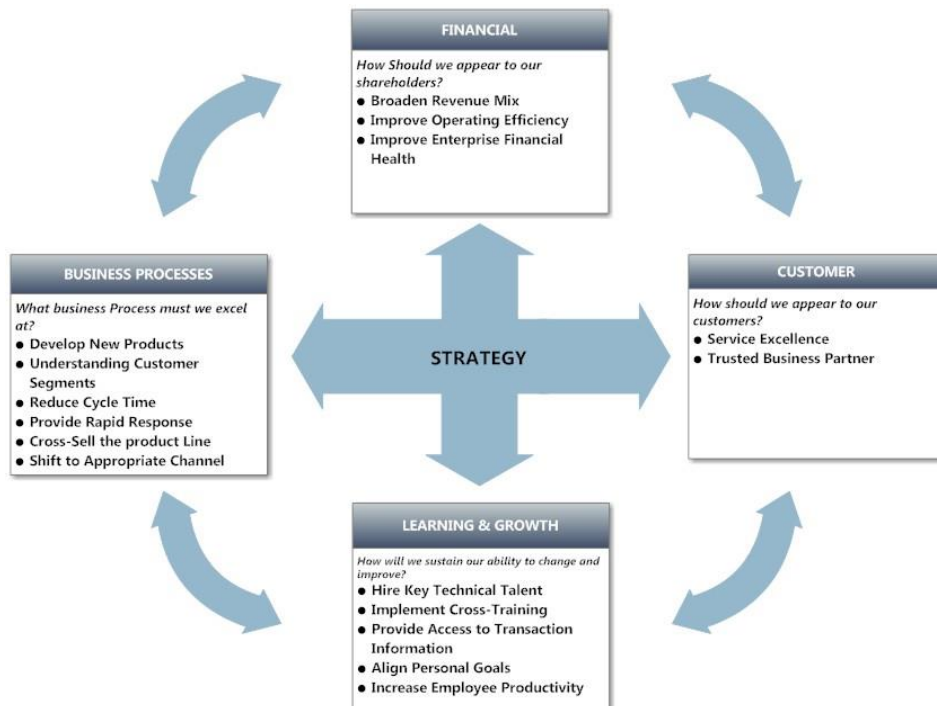 FINANCIAL
How Should we appear to our
shareholders?
● Broaden Revenue Mix
● Improve Operating Efficiency
● Improve Enterprise Financial
Health
BUSINESS PROCESSES
What business Process must we excel
at?
● Develop New Products
● Understanding Customer
Segments
● Reduce Cycle Time
● Provide Rapid Response
● Cross-Sell the product Line
● Shift to Appropriate Channel
STRATEGY
CUSTOMER
How should we appear to our
customers?
● Service Excellence
● Trusted Business Partner
LEARNING & GROWTH
How will we sustain our ability to change and
improve?
● Hire Key Technical Talent
● Implement Cross-Training
● Provide Access to Transaction
Information
● Align Personal Goals
● Increase Employee Productivity